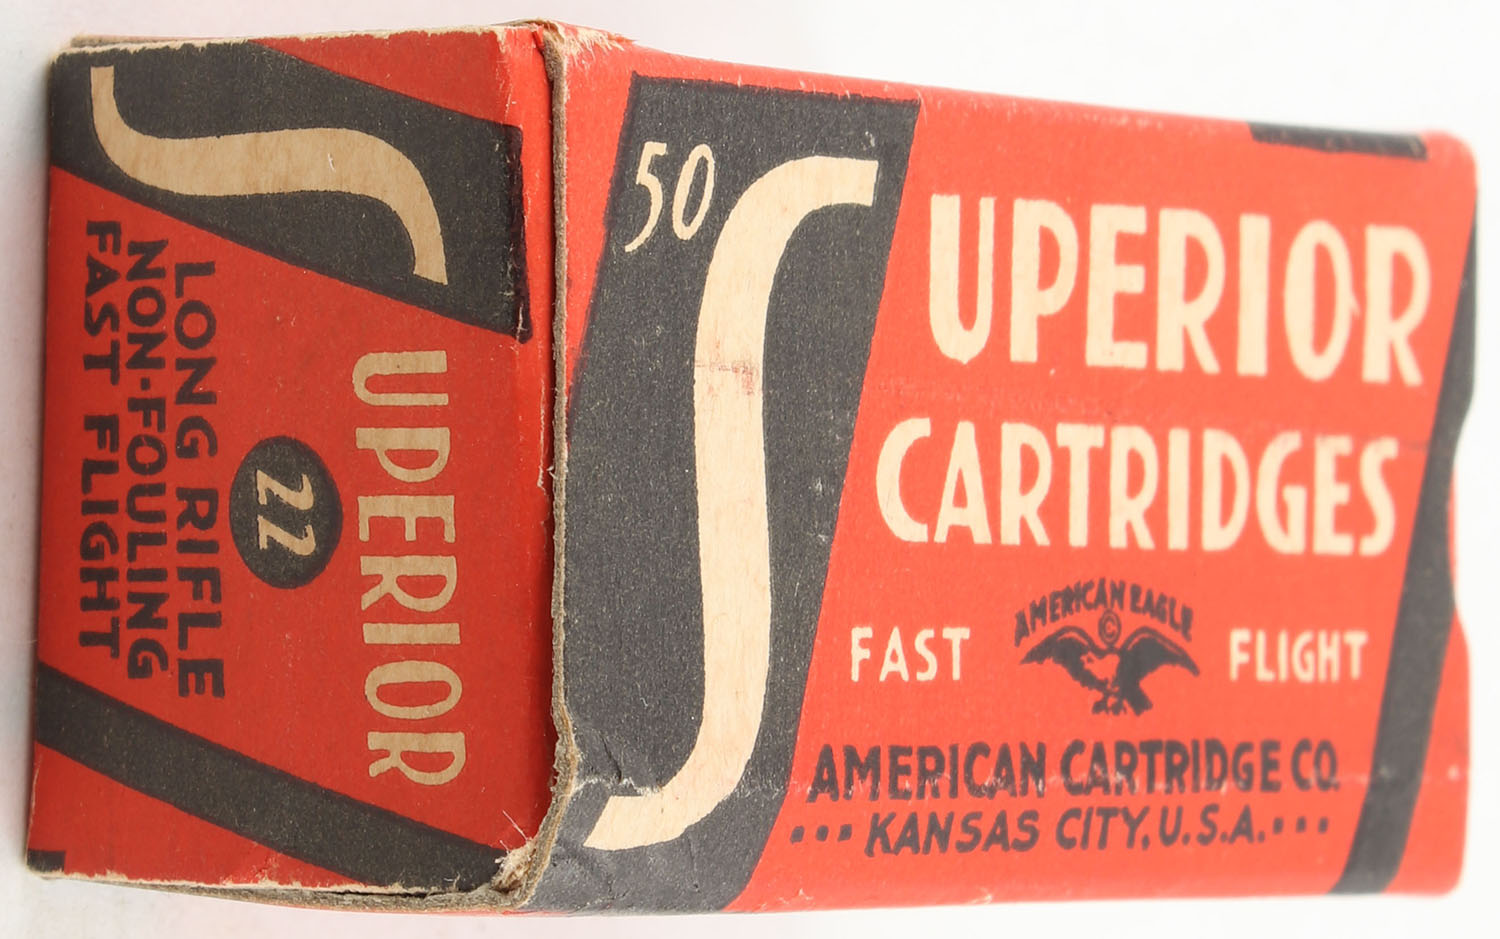 50
SUPERIOR
CARTRIDGES
AMERICAN EAGLE
©
FAST FLIGHT
AMERICAN CARTRIDGE CO.
••• KANSAS CITY, U.S.A. •••
SUPERIOR
22
LONG RIFLE
NON-FOULING
FAST FLIGHT